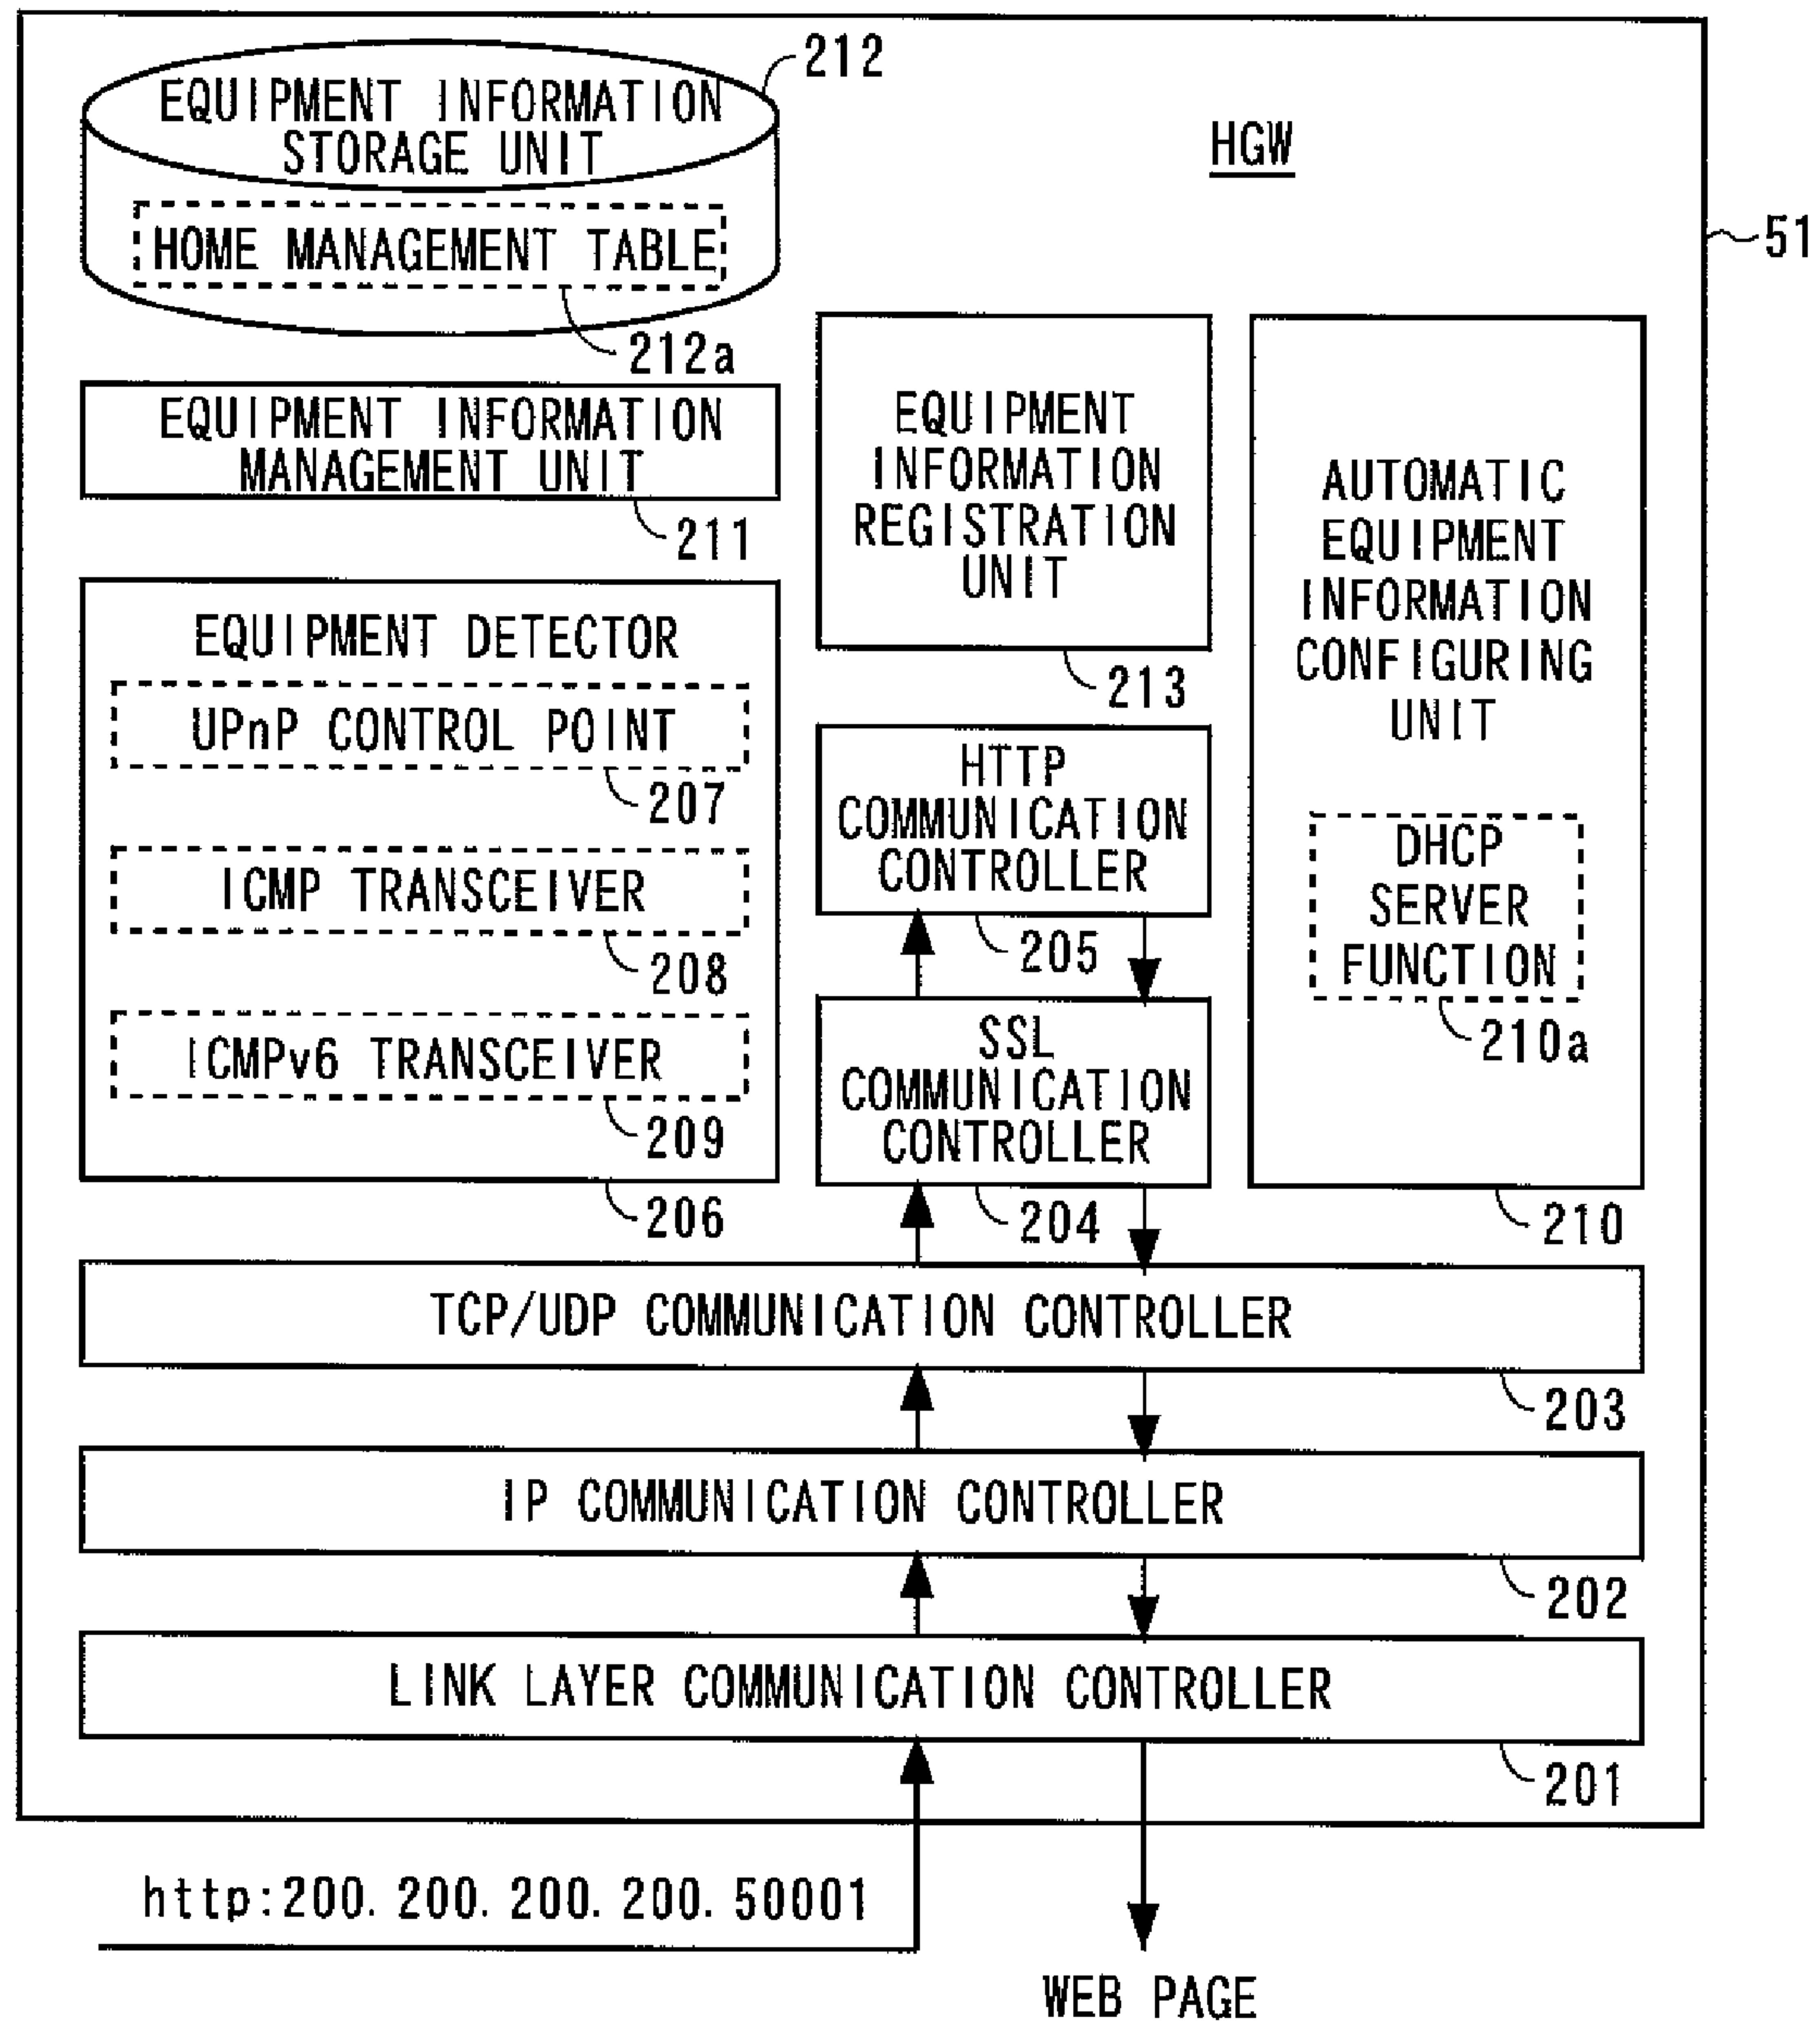 212
EQUIPMENT INFORMATION
STORAGE UNIT
HGW
51
HOME MANAGEMENT TABLE
212a
EQUIPMENT INFORMATION
MANAGEMENT UNIT
211
EQUIPMENT
INFORMATION
REGISTRATION
UNIT
213
AUTOMATIC
EQUIPMENT
INFORMATION
CONFIGURING
UNIT
DHCP
SERVER
FUNCTION
210a
210
EQUIPMENT DETECTOR
UPnP CONTROL POINT
207
ICMP TRANSCEIVER
208
ICMPv6 TRANSCEIVER
209
206
HTTP
COMMUNICATION
CONTROLLER
205
SSL
COMMUNICATION
CONTROLLER
204
TCP/UDP COMMUNICATION CONTROLLER
203
IP COMMUNICATION CONTROLLER
202
LINK LAYER COMMUNICATION CONTROLLER
201
http:200. 200. 200. 200. 50001
WEB PAGE